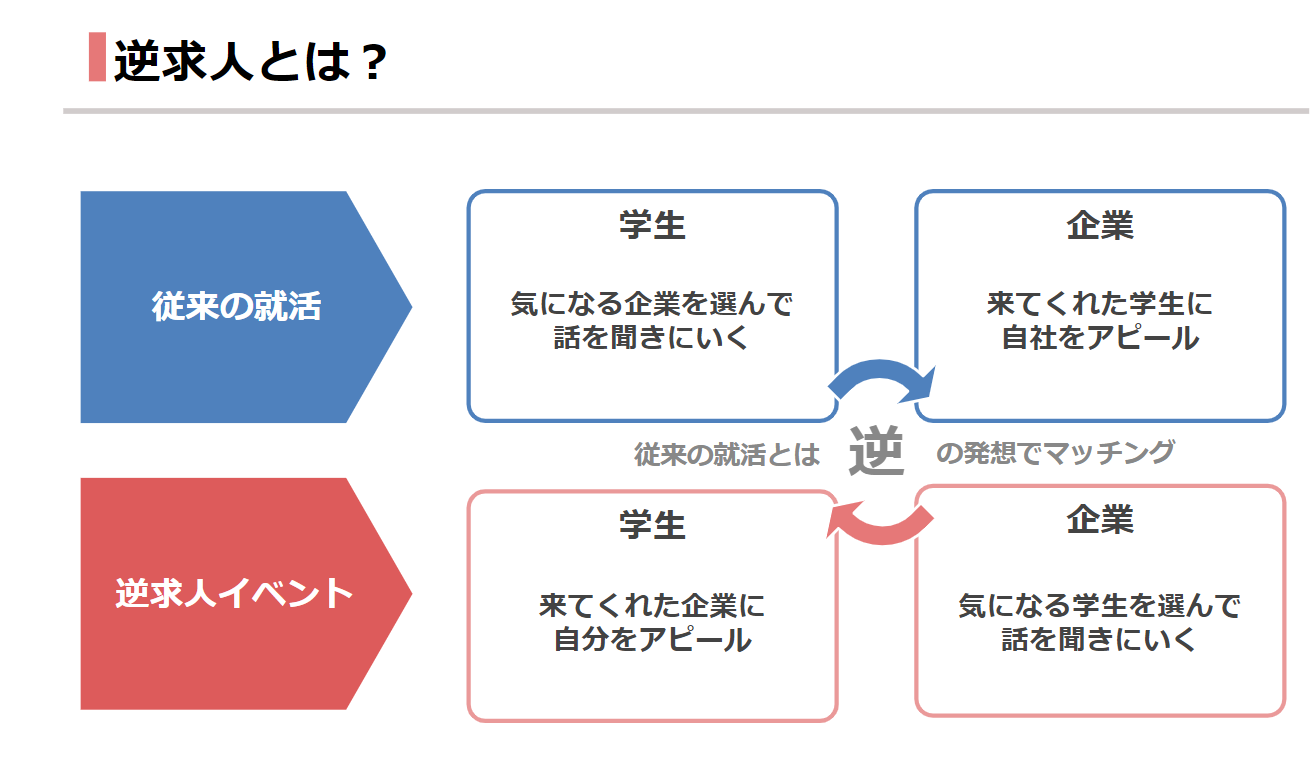 逆求人とは？
従来の就活
学生
気になる企業を選んで
話を聞きにいく
企業
来てくれた学生に
自社をアピール
従来の就活とは 逆 の発想でマッチング
逆求人イベント
学生
来てくれた企業に
自分をアピール
企業
気になる学生を選んで
話を聞きにいく